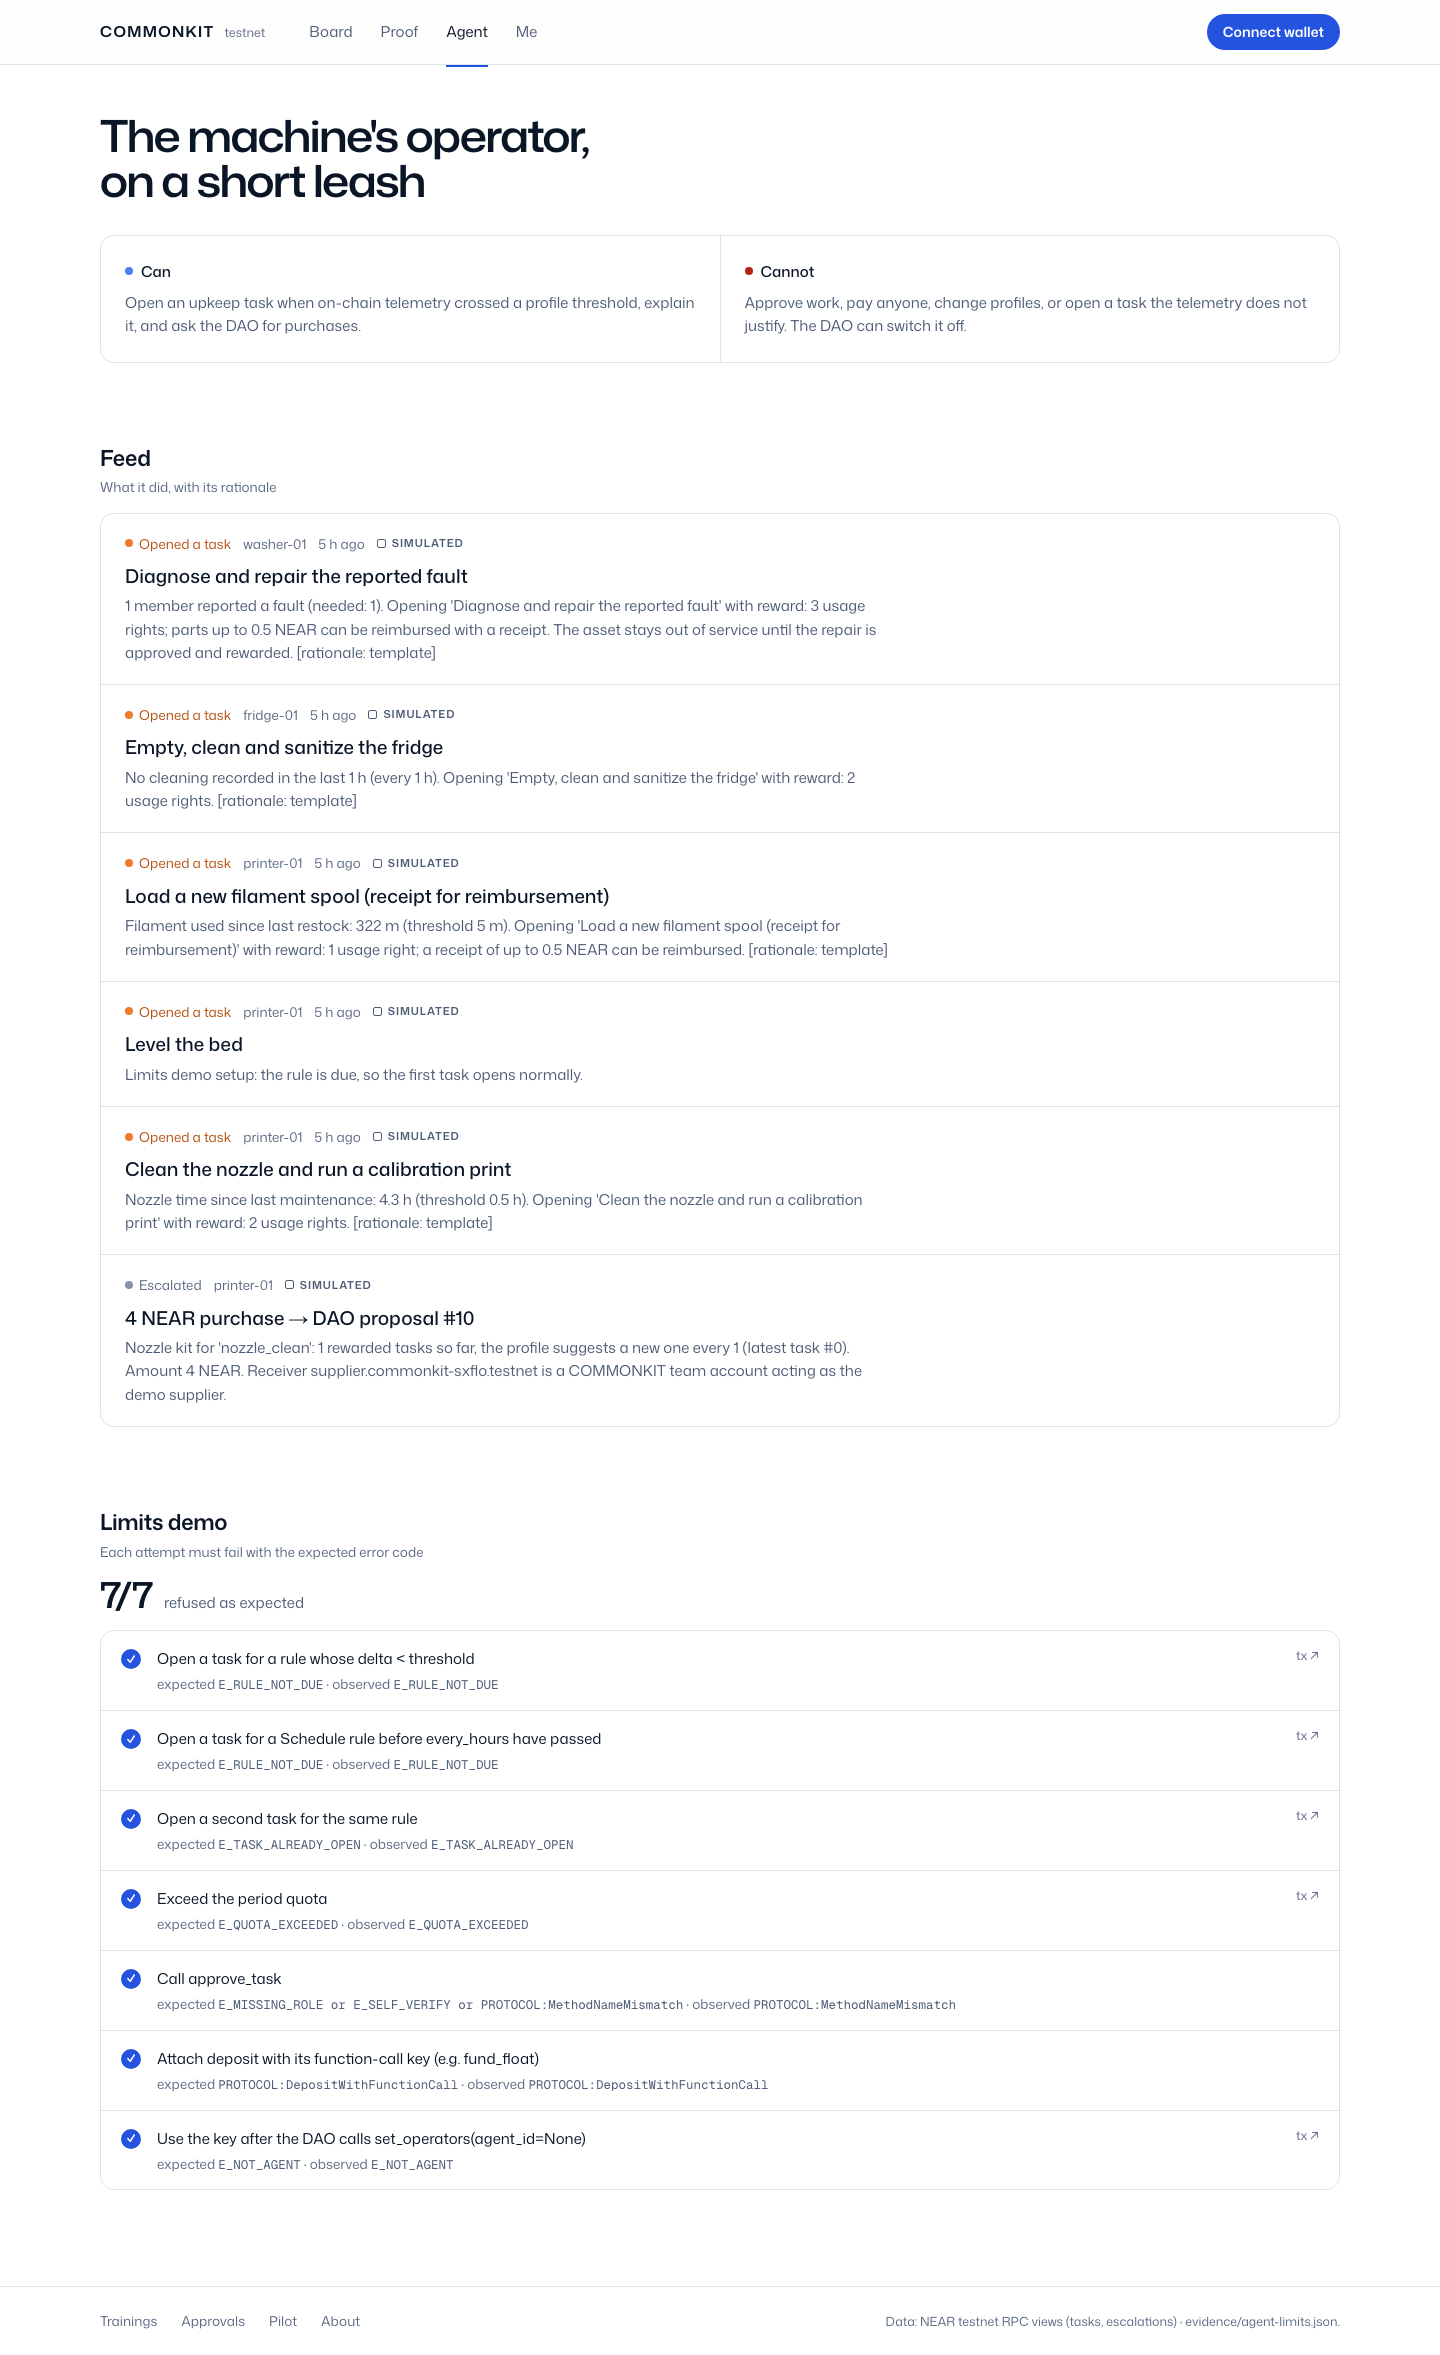 COMMONKIT testnet Board Proof Agent Me Connect wallet
The machine's operator,
on a short leash
Can
Open an upkeep task when on-chain telemetry crossed a profile threshold, explain
it, and ask the DAO for purchases.
Cannot
Approve work, pay anyone, change profiles, or open a task the telemetry does not
justify. The DAO can switch it off.
Feed
What it did, with its rationale
Opened a task washer-01 5 h ago SIMULATED
Diagnose and repair the reported fault
1 member reported a fault (needed: 1). Opening 'Diagnose and repair the reported fault' with reward: 3 usage
rights; parts up to 0.5 NEAR can be reimbursed with a receipt. The asset stays out of service until the repair is
approved and rewarded. [rationale: template]
Opened a task fridge-01 5 h ago SIMULATED
Empty, clean and sanitize the fridge
No cleaning recorded in the last 1 h (every 1 h). Opening 'Empty, clean and sanitize the fridge' with reward: 2
usage rights. [rationale: template]
Opened a task printer-01 5 h ago SIMULATED
Load a new filament spool (receipt for reimbursement)
Filament used since last restock: 322 m (threshold 5 m). Opening 'Load a new filament spool (receipt for
reimbursement)' with reward: 1 usage right; a receipt of up to 0.5 NEAR can be reimbursed. [rationale: template]
Opened a task printer-01 5 h ago SIMULATED
Level the bed
Limits demo setup: the rule is due, so the first task opens normally.
Opened a task printer-01 5 h ago SIMULATED
Clean the nozzle and run a calibration print
Nozzle time since last maintenance: 4.3 h (threshold 0.5 h). Opening 'Clean the nozzle and run a calibration
print' with reward: 2 usage rights. [rationale: template]
Escalated printer-01 SIMULATED
4 NEAR purchase → DAO proposal #10
Nozzle kit for 'nozzle_clean': 1 rewarded tasks so far, the profile suggests a new one every 1 (latest task #0).
Amount 4 NEAR. Receiver supplier.commonkit-sxflo.testnet is a COMMONKIT team account acting as the
demo supplier.
Limits demo
Each attempt must fail with the expected error code
7/7 refused as expected
Open a task for a rule whose delta < threshold tx ↗
expected E_RULE_NOT_DUE · observed E_RULE_NOT_DUE
Open a task for a Schedule rule before every_hours have passed tx ↗
expected E_RULE_NOT_DUE · observed E_RULE_NOT_DUE
Open a second task for the same rule tx ↗
expected E_TASK_ALREADY_OPEN · observed E_TASK_ALREADY_OPEN
Exceed the period quota tx ↗
expected E_QUOTA_EXCEEDED · observed E_QUOTA_EXCEEDED
Call approve_task
expected E_MISSING_ROLE or E_SELF_VERIFY or PROTOCOL:MethodNameMismatch · observed PROTOCOL:MethodNameMismatch
Attach deposit with its function-call key (e.g. fund_float)
expected PROTOCOL:DepositWithFunctionCall · observed PROTOCOL:DepositWithFunctionCall
Use the key after the DAO calls set_operators(agent_id=None) tx ↗
expected E_NOT_AGENT · observed E_NOT_AGENT
Trainings Approvals Pilot About Data: NEAR testnet RPC views (tasks, escalations) · evidence/agent-limits.json.